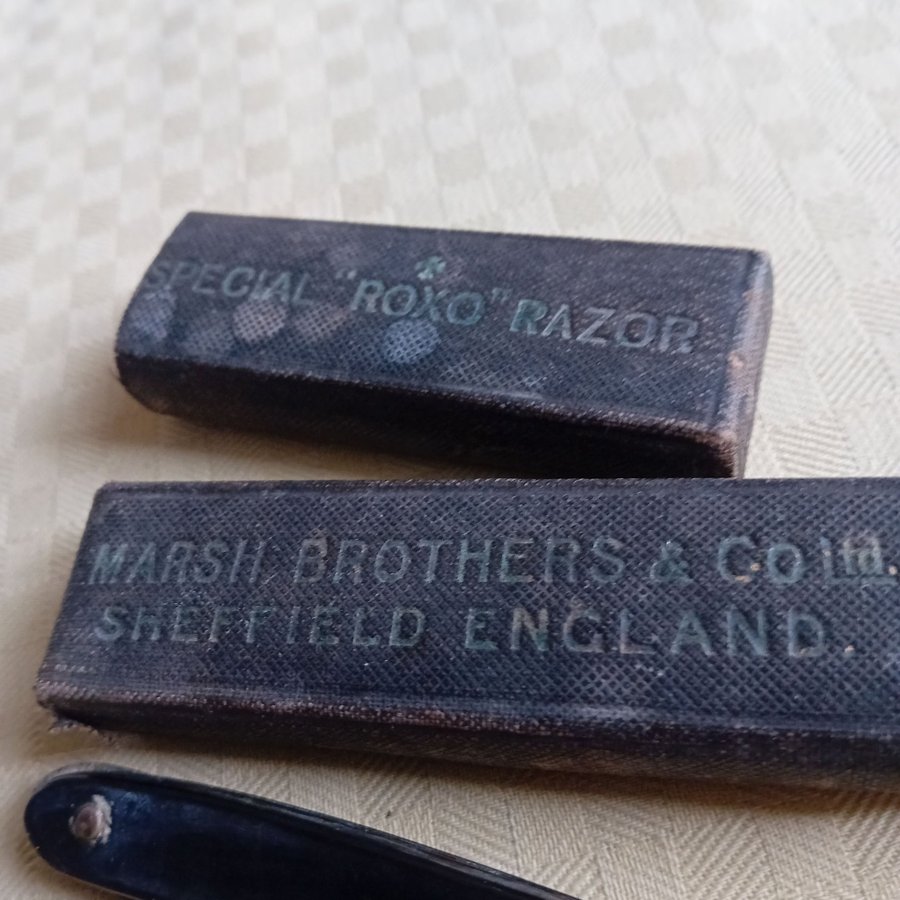 SPECIAL "ROXO" RAZOR
MARSH BROTHERS & Co Ltd.
SHEFFIELD ENGLAND.